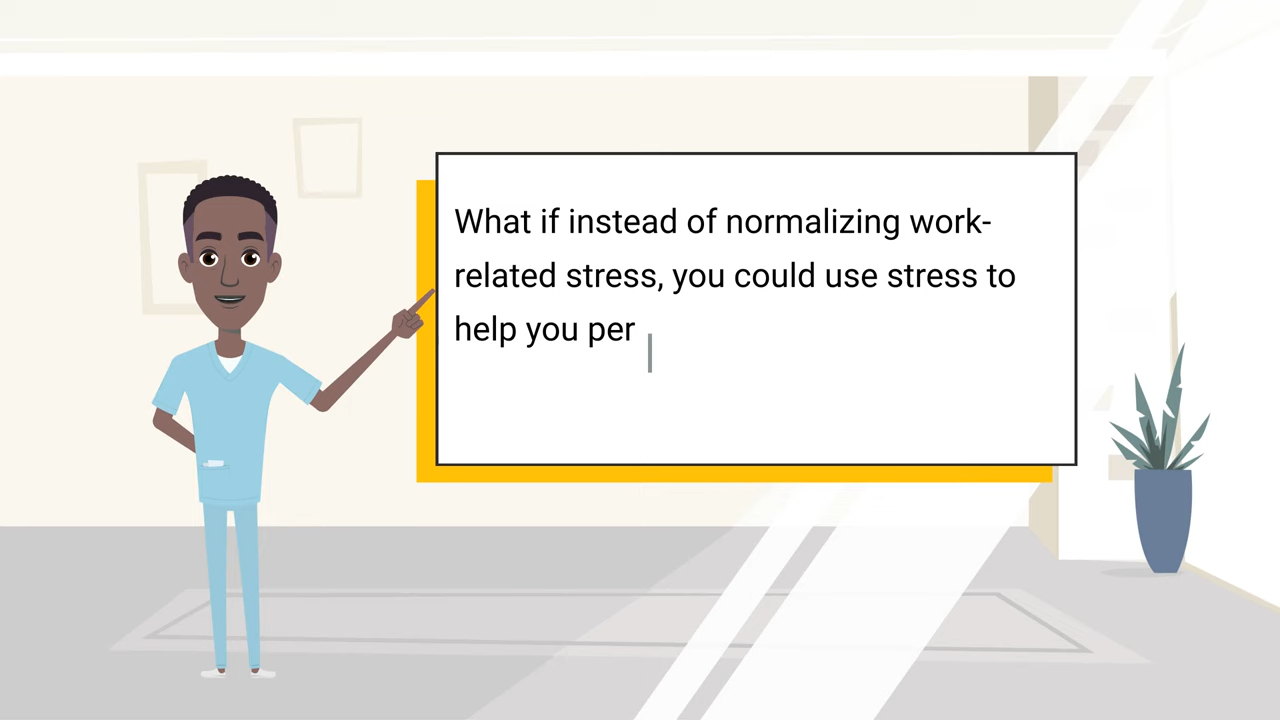 What if instead of normalizing work-
related stress, you could use stress to
help you per